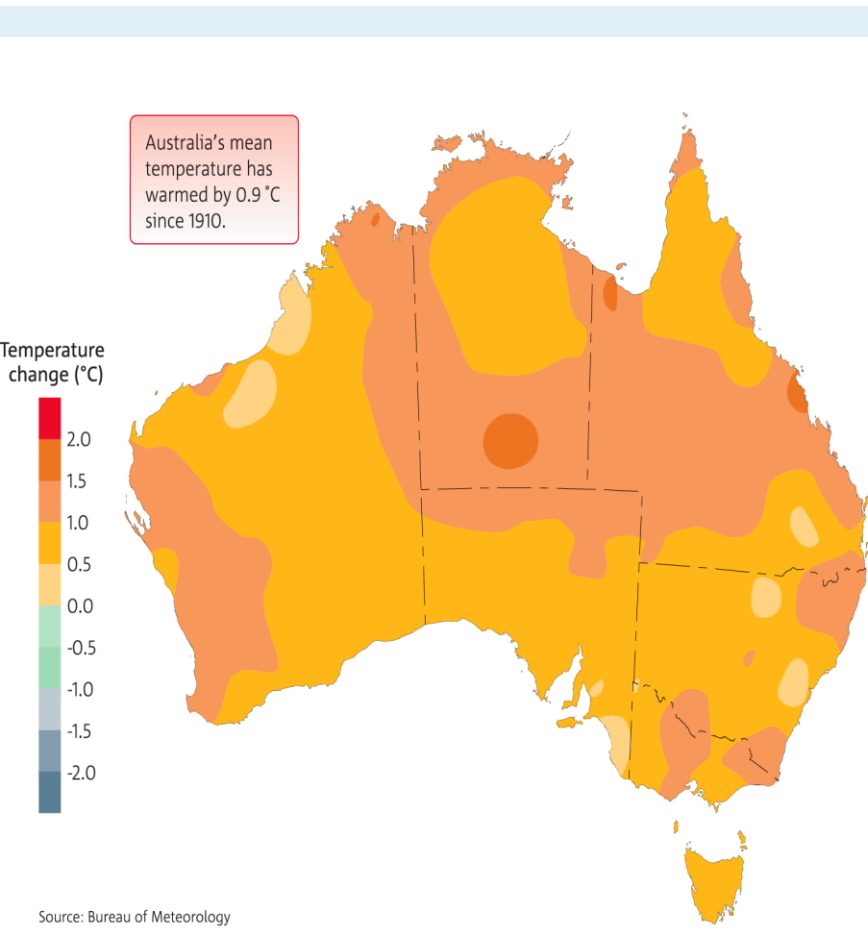 Australia's mean
temperature has
warmed by 0.9 °C
since 1910.
Temperature
change (°C)
2.0
1.5
1.0
0.5
0.0
-0.5
-1.0
-1.5
-2.0
Source: Bureau of Meteorology